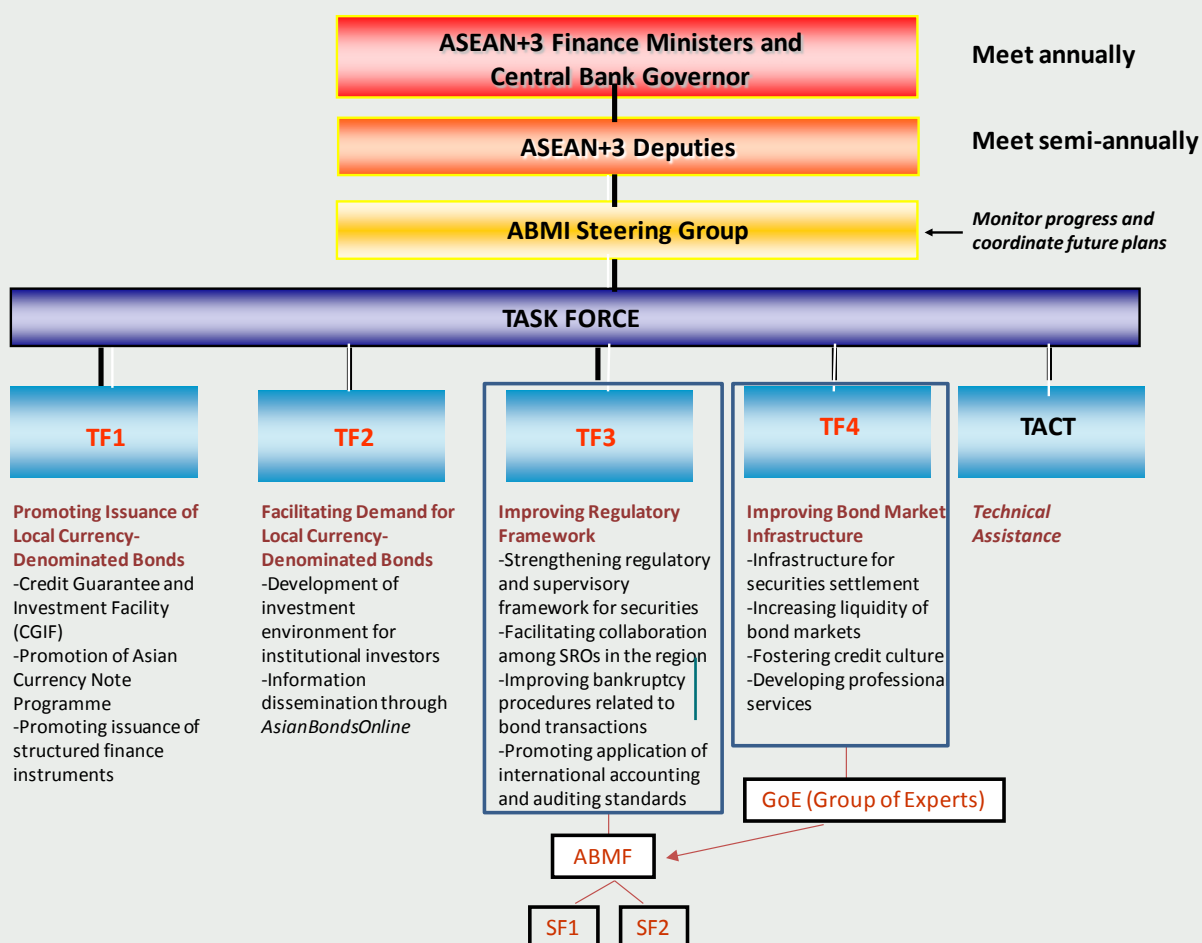 ASEAN+3 Finance Ministers and
Central Bank Governor
Meet annually
ASEAN+3 Deputies
Meet semi-annually
ABMI Steering Group
Monitor progress and
coordinate future plans
TASK FORCE
TF1
TF2
TF3
TF4
TACT
Promoting Issuance of
Local Currency-
Denominated Bonds
-Credit Guarantee and
Investment Facility
(CGIF)
-Promotion of Asian
Currency Note
Programme
-Promoting issuance of
structured finance
instruments
Facilitating Demand for
Local Currency-
Denominated Bonds
-Development of
investment
environment for
institutional investors
-Information
dissemination through
AsianBondsOnline
Improving Regulatory
Framework
-Strengthening regulatory
and supervisory
framework for securities
-Facilitating collaboration
among SROs in the region
-Improving bankruptcy
procedures related to
bond transactions
-Promoting application of
international accounting
and auditing standards
Improving Bond Market
Infrastructure
-Infrastructure for
securities settlement
-Increasing liquidity of
bond markets
-Fostering credit culture
-Developing professiona
services
Technical
Assistance
GoE (Group of Experts)
ABMF
SF1
SF2